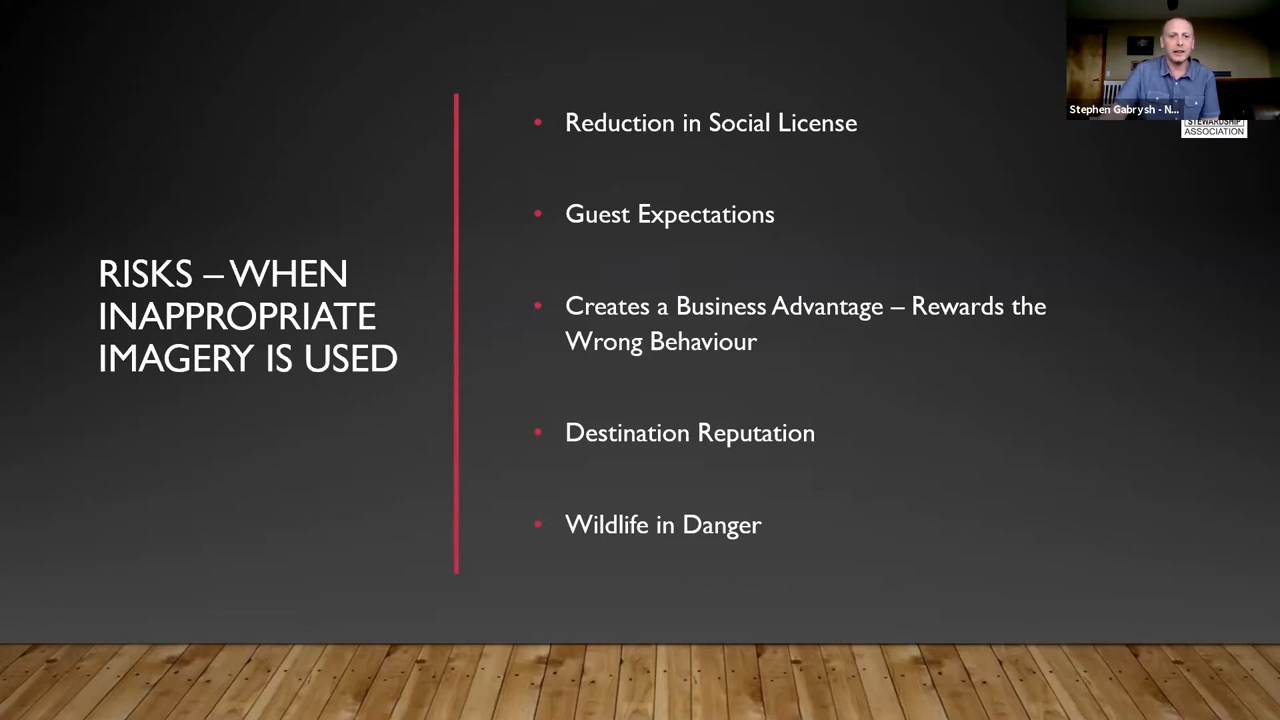 RISKS – WHEN
INAPPROPRIATE
IMAGERY IS USED
• Reduction in Social License
• Guest Expectations
• Creates a Business Advantage – Rewards the
Wrong Behaviour
• Destination Reputation
• Wildlife in Danger
Stephen Gabrysh - N...
STEWARDSHIP
ASSOCIATION